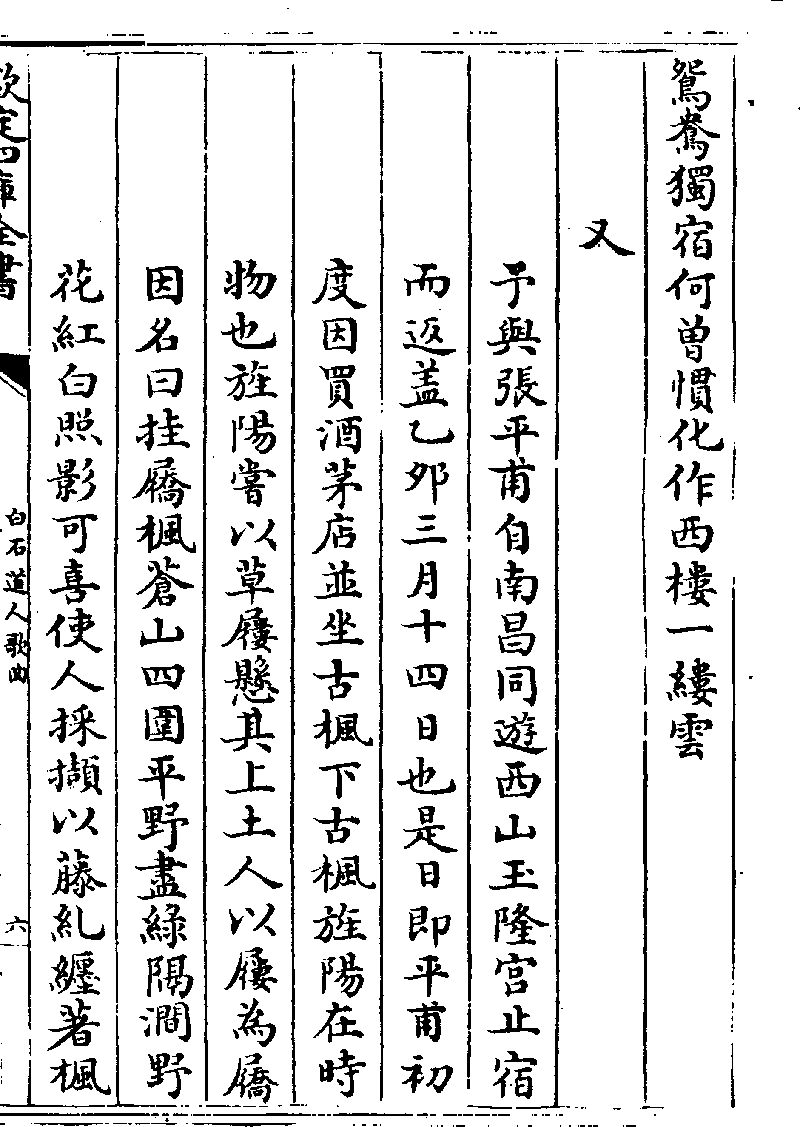 鴛鴦獨宿何曽慣化作西樓一縷雲
又
予與張平甫自南昌同遊西山玉隆宫止宿
而返盖乙夘三月十四日也是日即平甫初
度因買酒茅店並坐古楓下古楓旌陽在時
物也旌陽嘗以草屨懸其上土人以屨為屩
因名曰挂屩楓蒼山四圍平野盡緑隔澗野
花紅白照影可喜使人採擷以藤糺纒著楓
欽定四庫全書
白石道人歌曲
六